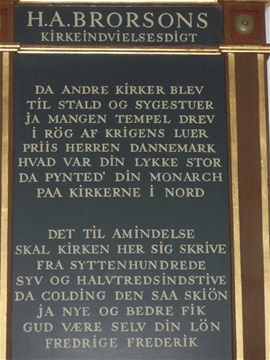 H.A.BRORSONS
KIRKEINDVIELSESDIGT
DA ANDRE KIRKER BLEV
TIL STALD OG SYGESTUER
JA MANGEN TEMPEL DREV
I RÖG AF KRIGENS LUER
PRIIS HERREN DANNEMARK
HVAD VAR DIN LYKKE STOR
DA PYNTED' DIN MONARCH
PAA KIRKERNE I NORD
DET TIL AMINDELSE
SKAL KIRKEN HER SIG SKRIVE
FRA SYTTENHUNDREDE
SYV OG HALVTREDSINDSTIVE
DA COLDING DEN SAA SKIÖN
JA NYE OG BEDRE FIK
GUD VÆRE SELV DIN LÖN
FREDRIGE FREDERIK